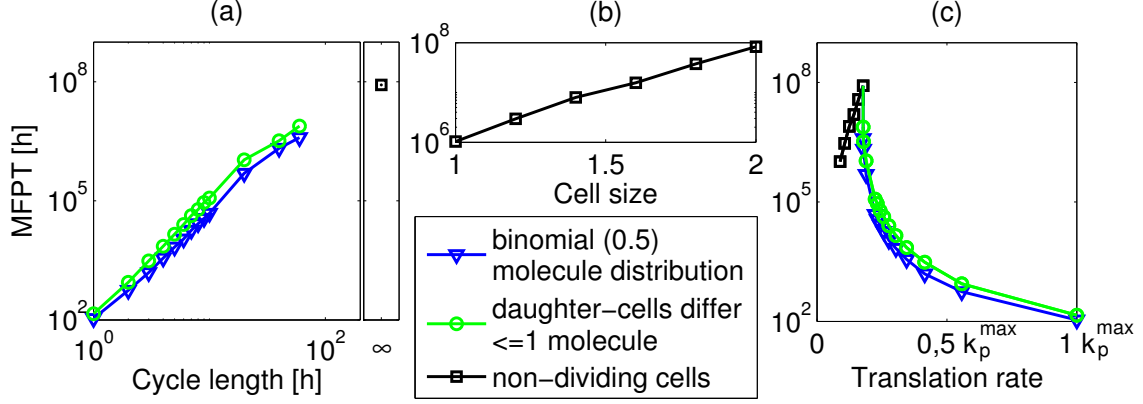 (a)
(b)
(c)
MFPT [h]
10^8
10^5
10^2
10^0
10^2
∞
Cycle length [h]
10^8
10^6
1
1.5
2
Cell size
binomial (0.5)
molecule distribution
daughter−cells differ
<=1 molecule
non−dividing cells
10^8
10^5
10^2
0
0,5 k_p^max
1 k_p^max
Translation rate